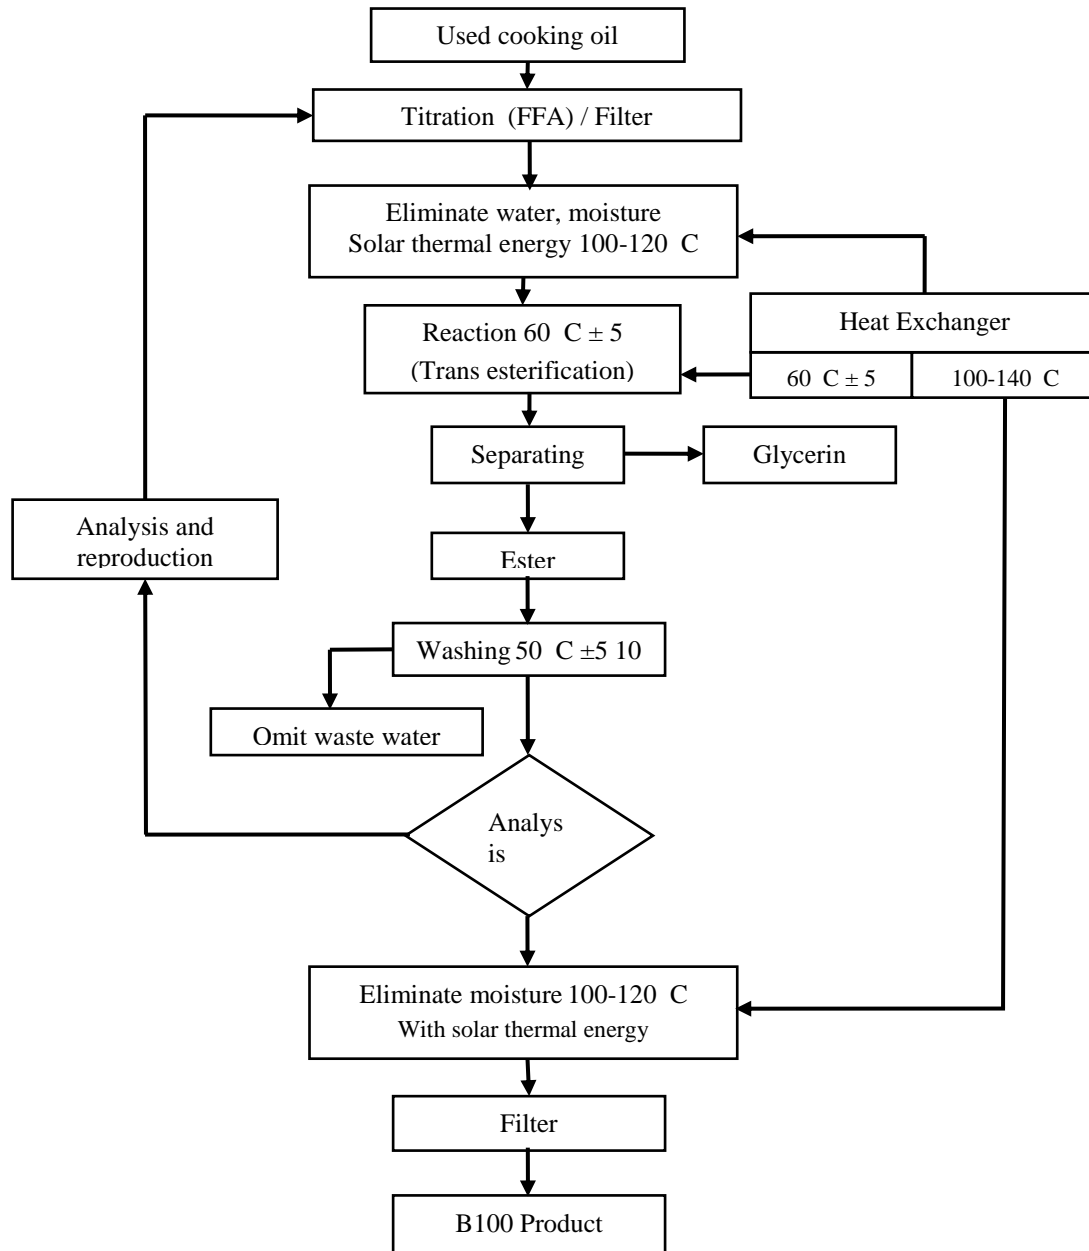 Used cooking oil
Titration (FFA) / Filter
Eliminate water, moisture
Solar thermal energy 100-120 C
Reaction 60 C ± 5
(Trans esterification)
Heat Exchanger
60 C ± 5
100-140 C
Separating
Glycerin
Analysis and
reproduction
Ester
Washing 50 C ±5 10
Omit waste water
Analys
is
Eliminate moisture 100-120 C
With solar thermal energy
Filter
B100 Product